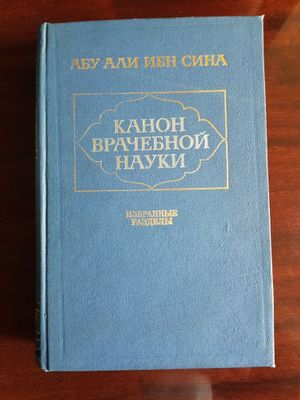 АБУ АЛИ ИБН СИНА
КАНОН
ВРАЧЕБНОЙ
НАУКИ
ИЗБРАННЫЕ
РАЗДЕЛЫ